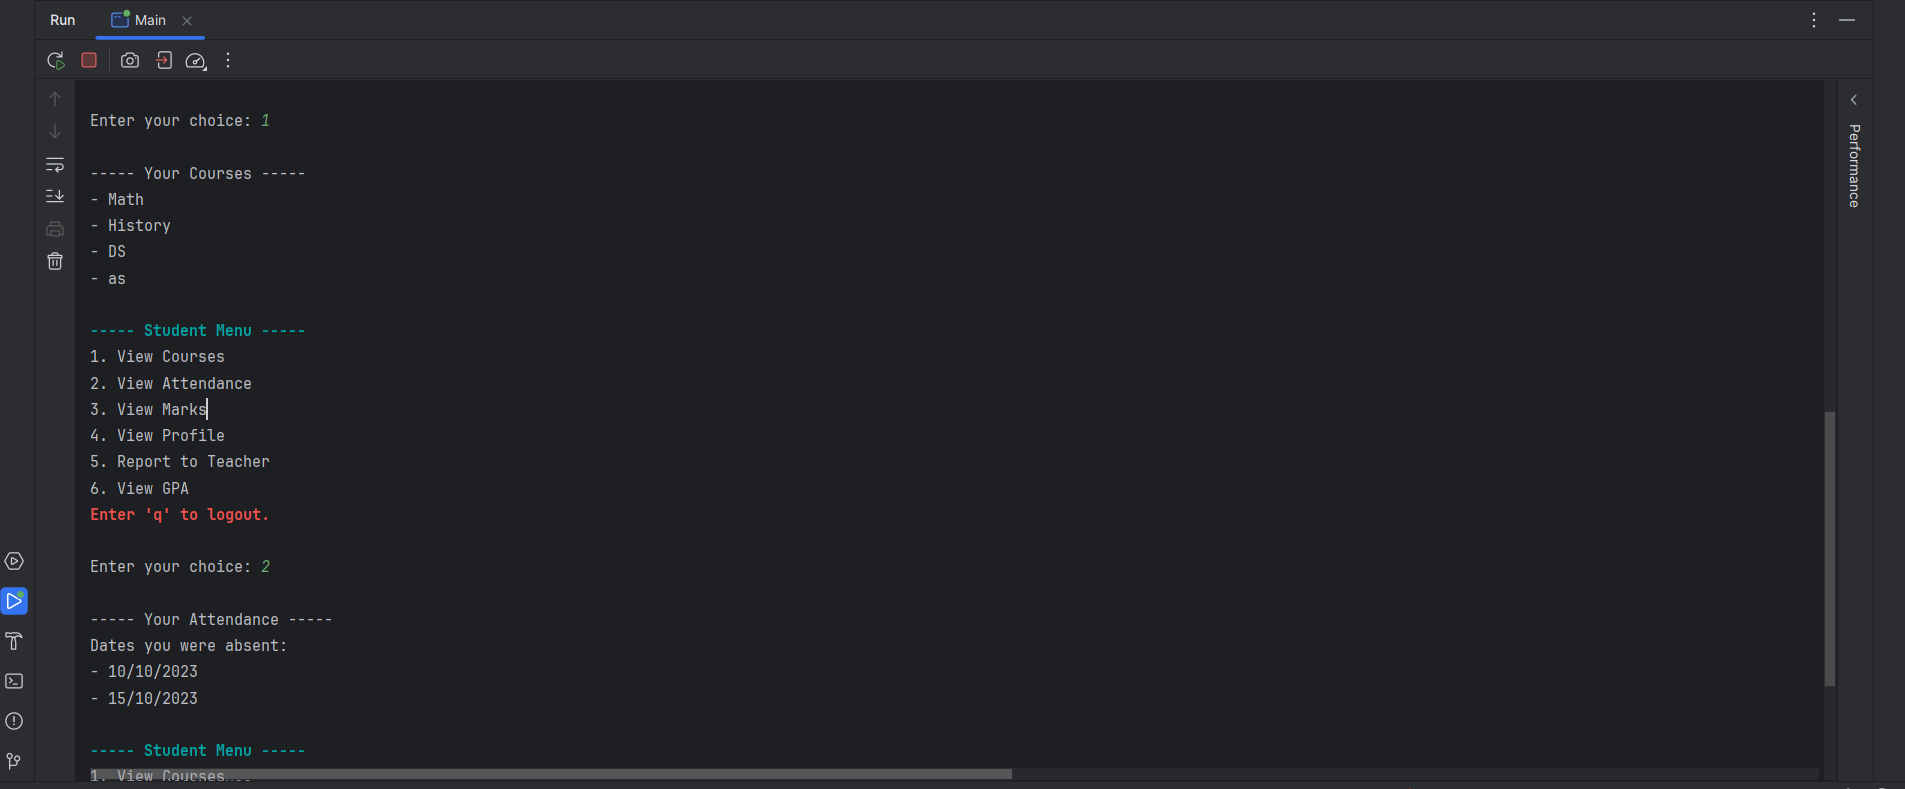 Run
Main
Performance
Enter your choice: 1
----- Your Courses -----
- Math
- History
- DS
- as
----- Student Menu -----
1. View Courses
2. View Attendance
3. View Marks
4. View Profile
5. Report to Teacher
6. View GPA
Enter 'q' to logout.
Enter your choice: 2
----- Your Attendance -----
Dates you were absent:
- 10/10/2023
- 15/10/2023
----- Student Menu -----
1. View Courses